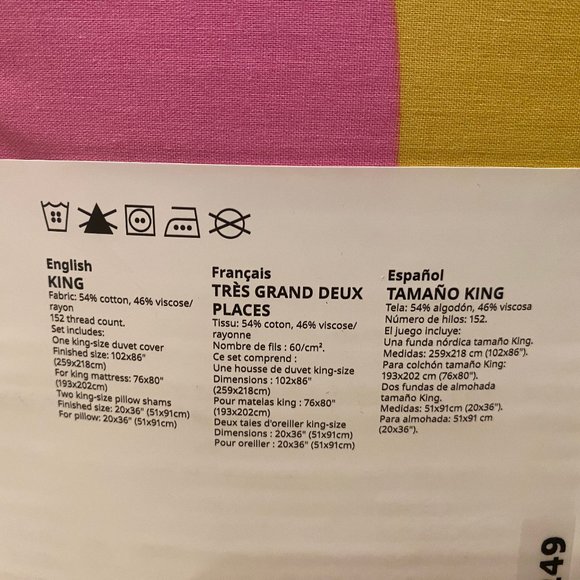 English
KING
Fabric: 54% cotton, 46% viscose/
rayon
152 thread count.
Set includes:
One king-size duvet cover
Finished size: 102x86"
(259x218cm)
For king mattress: 76x80"
(193x202cm)
Two king-size pillow shams
Finished size: 20x36" (51x91cm)
For pillow: 20x36" (51x91cm)
Français
TRÈS GRAND DEUX
PLACES
Tissu: 54% coton, 46% viscose/
rayonne
Nombre de fils : 60/cm².
Ce set comprend :
Une housse de duvet king-size
Dimensions : 102x86"
(259x218cm)
Pour matelas king : 76x80"
(193x202cm)
Deux taies d'oreiller king-size
Dimensions : 20x36" (51x91cm)
Pour oreiller : 20x36" (51x91cm)
Español
TAMAÑO KING
Tela: 54% algodón, 46% viscosa
Número de hilos: 152.
El juego incluye:
Una funda nórdica tamaño King.
Medidas: 259x218 cm (102x86").
Para colchón tamaño King:
193x202 cm (76x80").
Dos fundas de almohada
tamaño King.
Medidas: 51x91cm (20x36").
Para almohada: 51x91 cm
(20x36").